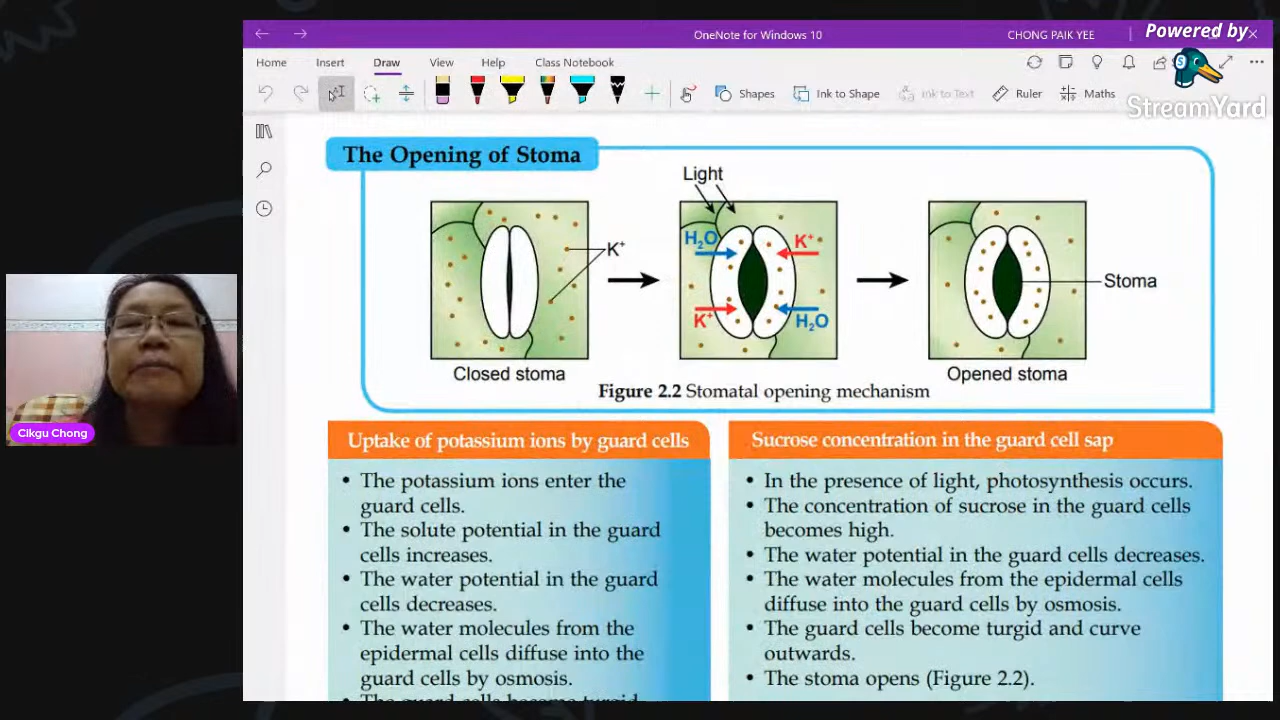 OneNote for Windows 10
CHONG PAIK YEE
Powered by
StreamYard
Home Insert Draw View Help Class Notebook
Shapes Ink to Shape Ink to Text Ruler Maths
The Opening of Stoma
Light
H₂O
K⁺
K⁺
K⁺
H₂O
Stoma
Closed stoma
Opened stoma
Figure 2.2 Stomatal opening mechanism
Uptake of potassium ions by guard cells
• The potassium ions enter the
guard cells.
• The solute potential in the guard
cells increases.
• The water potential in the guard
cells decreases.
• The water molecules from the
epidermal cells diffuse into the
guard cells by osmosis.
• The guard cells become turgid
Sucrose concentration in the guard cell sap
• In the presence of light, photosynthesis occurs.
• The concentration of sucrose in the guard cells
becomes high.
• The water potential in the guard cells decreases.
• The water molecules from the epidermal cells
diffuse into the guard cells by osmosis.
• The guard cells become turgid and curve
outwards.
• The stoma opens (Figure 2.2).
Cikgu Chong